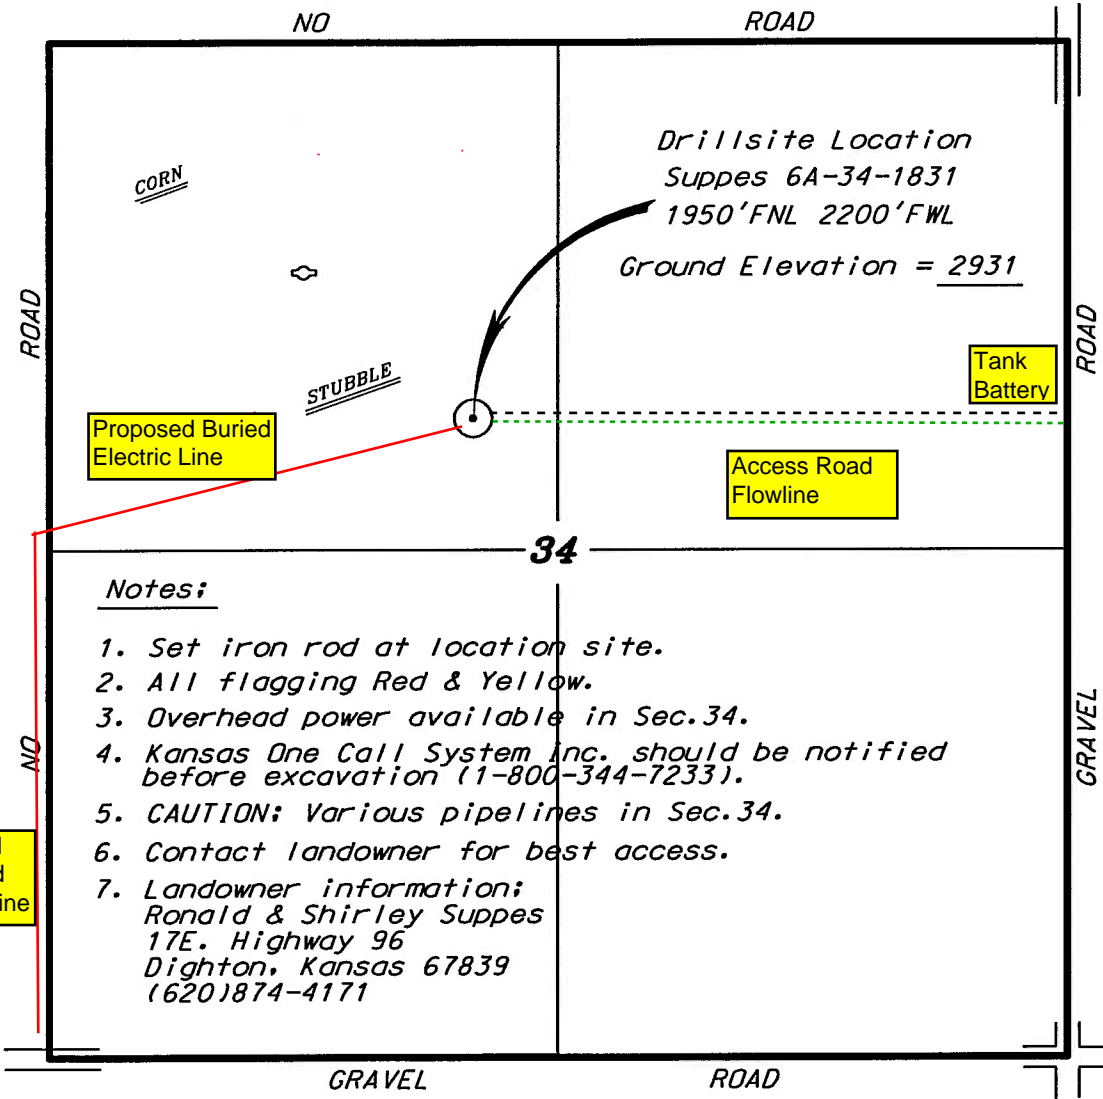 NO ROAD
CORN
Drillsite Location
Suppes 6A-34-1831
1950'FNL 2200'FWL
Ground Elevation = 2931
ROAD
ROAD
Tank
Battery
STUBBLE
Proposed Buried
Electric Line
Access Road
Flowline
34
Notes:
1. Set iron rod at location site.
2. All flagging Red & Yellow.
3. Overhead power available in Sec.34.
4. Kansas One Call System Inc. should be notified
before excavation (1-800-344-7233).
5. CAUTION: Various pipelines in Sec.34.
6. Contact landowner for best access.
7. Landowner information:
Ronald & Shirley Suppes
17E. Highway 96
Dighton, Kansas 67839
(620)874-4171
NO
GRAVEL
GRAVEL ROAD